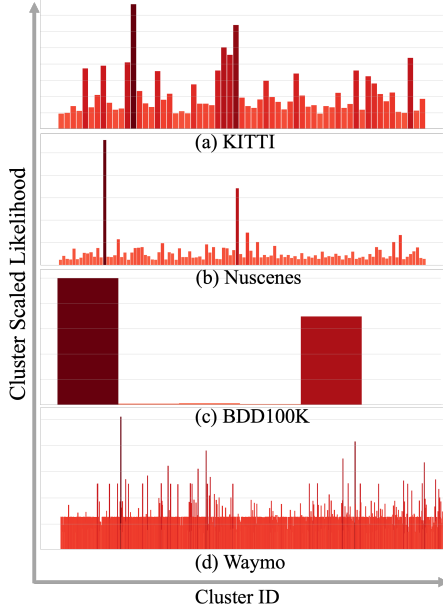 Cluster Scaled Likelihood
(a) KITTI
(b) Nuscenes
(c) BDD100K
(d) Waymo
Cluster ID